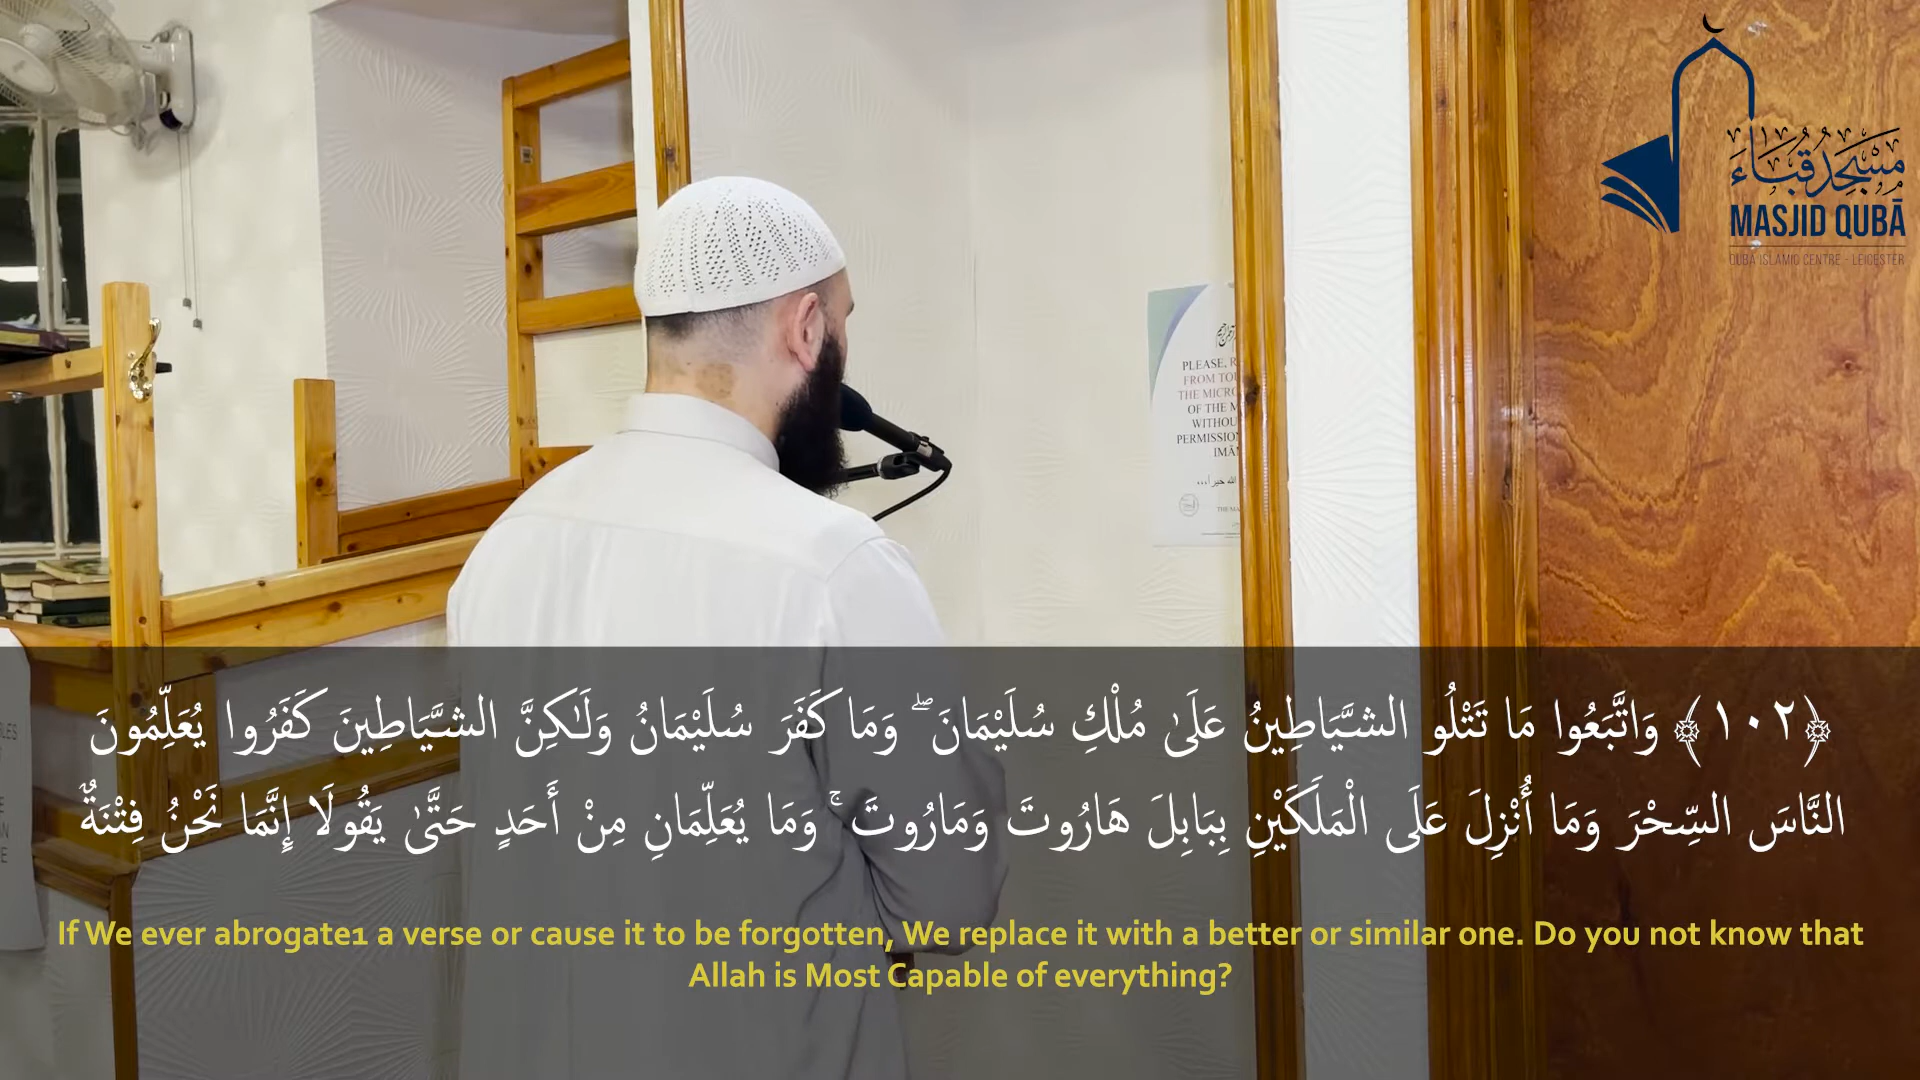 مَسْجِدُ قُبَاءَ
MASJID QUBĀ
QUBA ISLAMIC CENTRE - LEICESTER
PLEASE, R
FROM TO
THE MICRO
OF THE M
WITHOU
PERMISSION
IMĀ
﴿١٠٢﴾ وَاتَّبَعُوا مَا تَتْلُو الشَّيَاطِينُ عَلَىٰ مُلْكِ سُلَيْمَانَ ۖ وَمَا كَفَرَ سُلَيْمَانُ وَلَـٰكِنَّ الشَّيَاطِينَ كَفَرُوا يُعَلِّمُونَ
النَّاسَ السِّحْرَ وَمَا أُنْزِلَ عَلَى الْمَلَكَيْنِ بِبَابِلَ هَارُوتَ وَمَارُوتَ ۚ وَمَا يُعَلِّمَانِ مِنْ أَحَدٍ حَتَّىٰ يَقُولَا إِنَّمَا نَحْنُ فِتْنَةٌ
If We ever abrogate1 a verse or cause it to be forgotten, We replace it with a better or similar one. Do you not know that
Allah is Most Capable of everything?